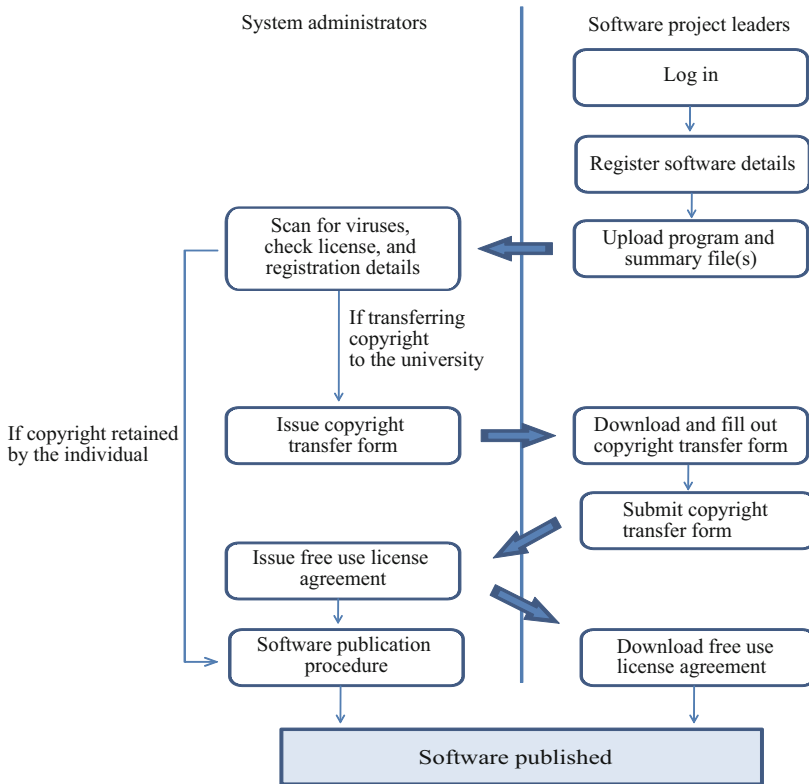 System administrators
Software project leaders
Log in
Register software details
Upload program and
summary file(s)
Scan for viruses,
check license, and
registration details
If transferring
copyright
to the university
If copyright retained
by the individual
Issue copyright
transfer form
Download and fill out
copyright transfer form
Submit copyright
transfer form
Issue free use license
agreement
Software publication
procedure
Download free use
license agreement
Software published